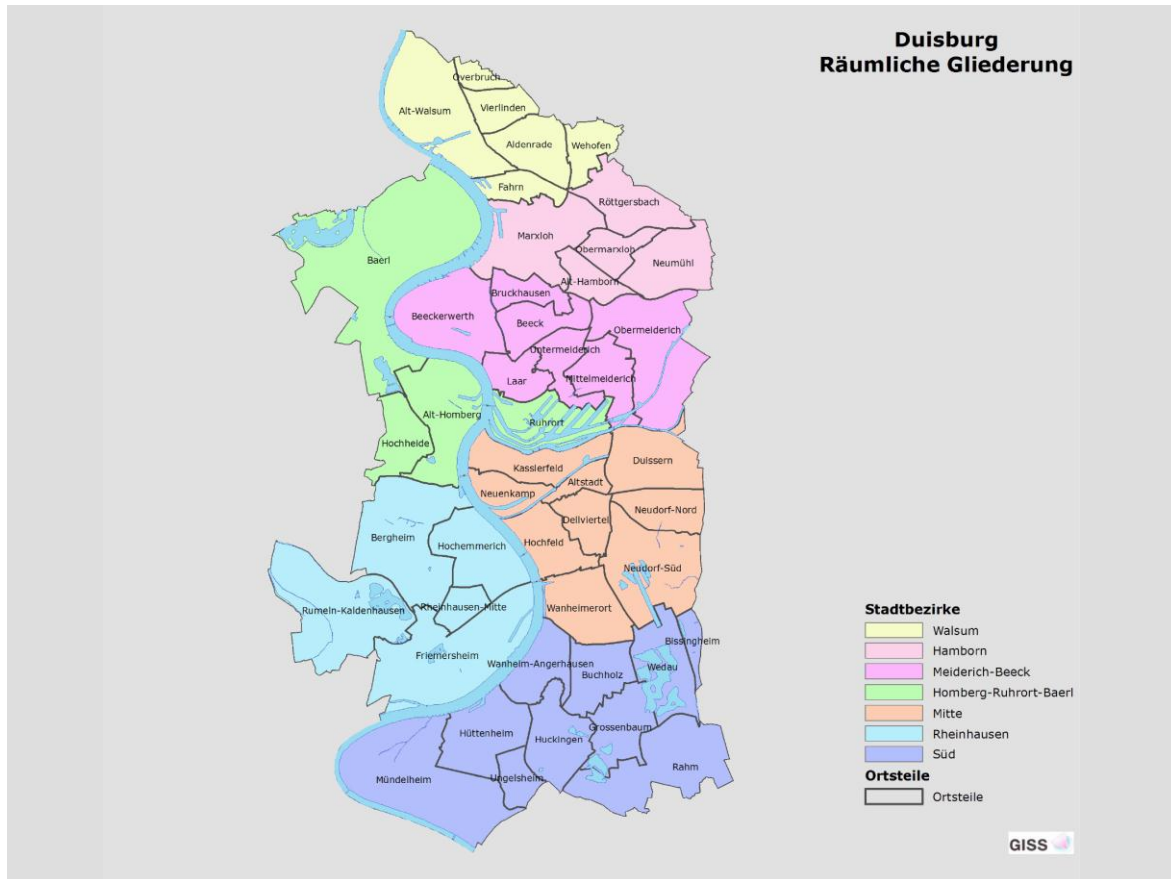 Duisburg
Räumliche Gliederung
Overbruch
Alt-Walsum
Vierlinden
Aldenrade
Wehofen
Fahrn
Röttgersbach
Marxloh
Obermarxloh
Baerl
Neumühl
Alt-Hamborn
Bruckhausen
Beeckerwerth
Beeck
Obermeiderich
Untermeiderich
Laar
Mittelmeiderich
Alt-Homberg
Ruhrort
Hochheide
Duissern
Kasslerfeld
Altstadt
Neuenkamp
Neudorf-Nord
Dellviertel
Bergheim
Hochfeld
Hochemmerich
Neudorf-Süd
Rheinhausen-Mitte
Wanheimerort
Rumeln-Kaldenhausen
Bissingheim
Friemersheim
Wanheim-Angerhausen
Wedau
Buchholz
Grossenbaum
Hüttenheim
Huckingen
Rahm
Ungelsheim
Mündelheim
Stadtbezirke
Walsum
Hamborn
Meiderich-Beeck
Homberg-Ruhrort-Baerl
Mitte
Rheinhausen
Süd
Ortsteile
Ortsteile
GISS